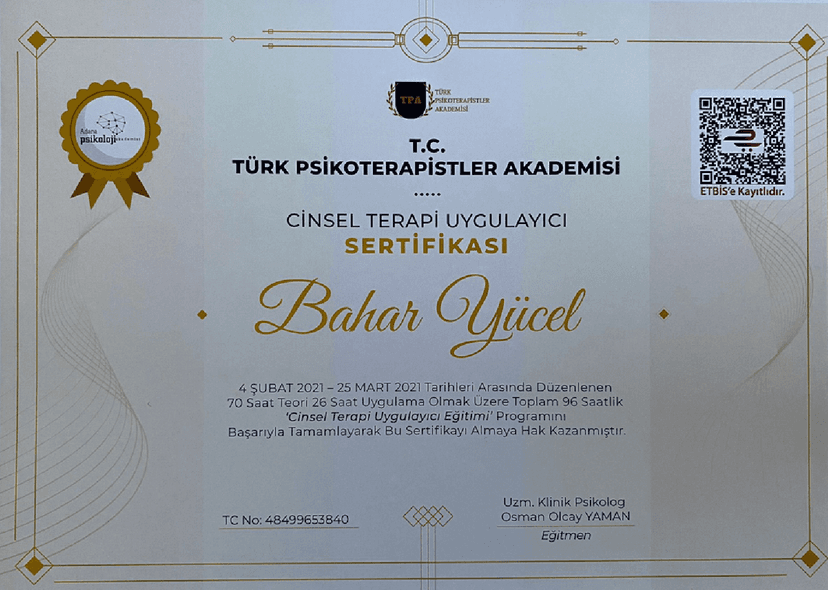 Adana
psikoloji akademisi
TPA
TÜRK
PSİKOTERAPİSTLER
AKADEMİSİ
ETBİS'e Kayıtlıdır.
T.C.
TÜRK PSİKOTERAPİSTLER AKADEMİSİ
CİNSEL TERAPİ UYGULAYICI
SERTİFİKASI
Bahar Yücel
4 ŞUBAT 2021 – 25 MART 2021 Tarihleri Arasında Düzenlenen
70 Saat Teori 26 Saat Uygulama Olmak Üzere Toplam 96 Saatlik
'Cinsel Terapi Uygulayıcı Eğitimi' Programını
Başarıyla Tamamlayarak Bu Sertifikayı Almaya Hak Kazanmıştır.
TC No: 48499653840
Uzm. Klinik Psikolog
Osman Olcay YAMAN
Eğitmen